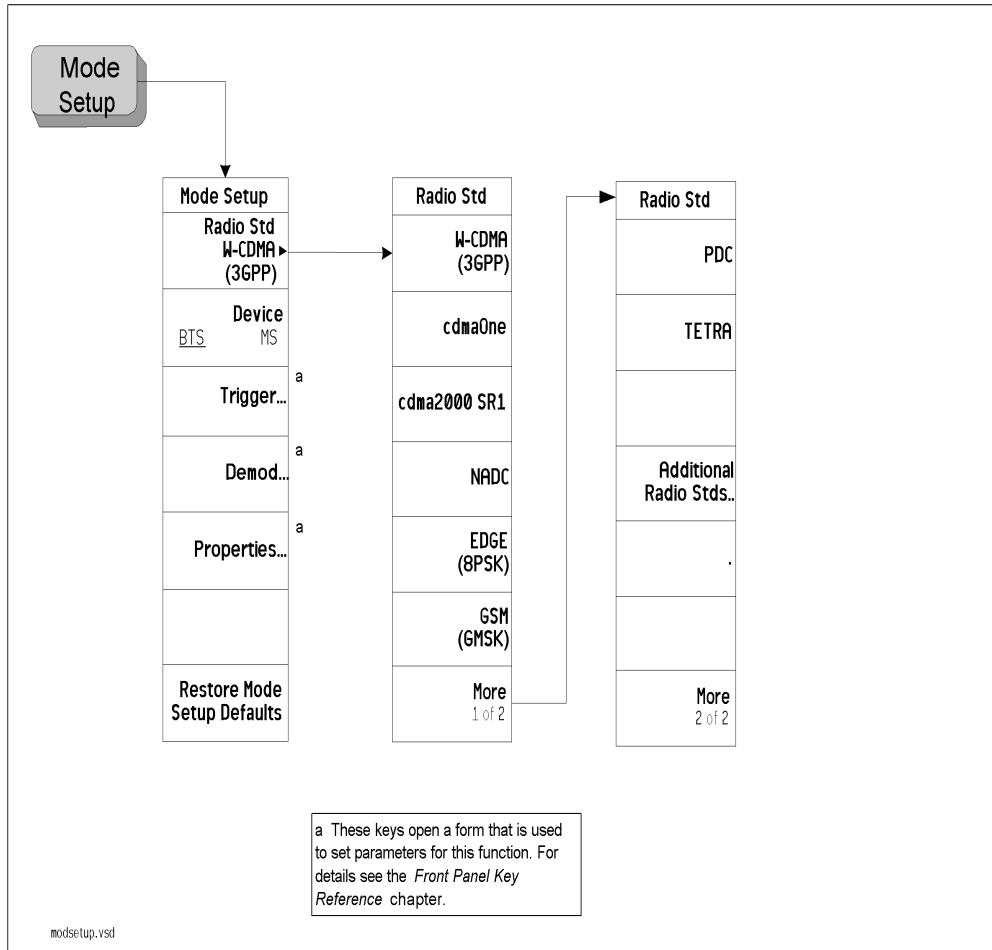 Mode
Setup
Mode Setup
Radio Std
W-CDMA
(3GPP)
Device
BTS MS
Trigger...
a
Demod...
a
Properties...
a
Restore Mode
Setup Defaults
Radio Std
W-CDMA
(3GPP)
cdmaOne
cdma2000 SR1
NADC
EDGE
(8PSK)
GSM
(GMSK)
More
1 of 2
Radio Std
PDC
TETRA
Additional
Radio Stds..
.
More
2 of 2
a These keys open a form that is used
to set parameters for this function. For
details see the Front Panel Key
Reference chapter.
modsetup.vsd